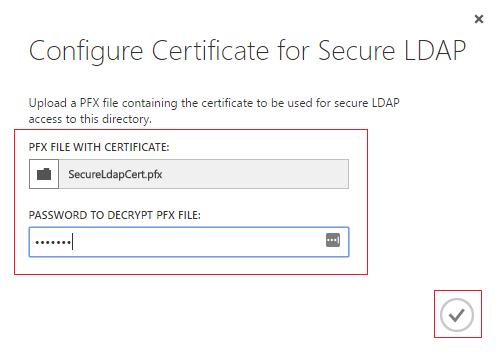 Configure Certificate for Secure LDAP
Upload a PFX file containing the certificate to be used for secure LDAP
access to this directory.
PFX FILE WITH CERTIFICATE:
SecureLdapCert.pfx
PASSWORD TO DECRYPT PFX FILE:
•••••••